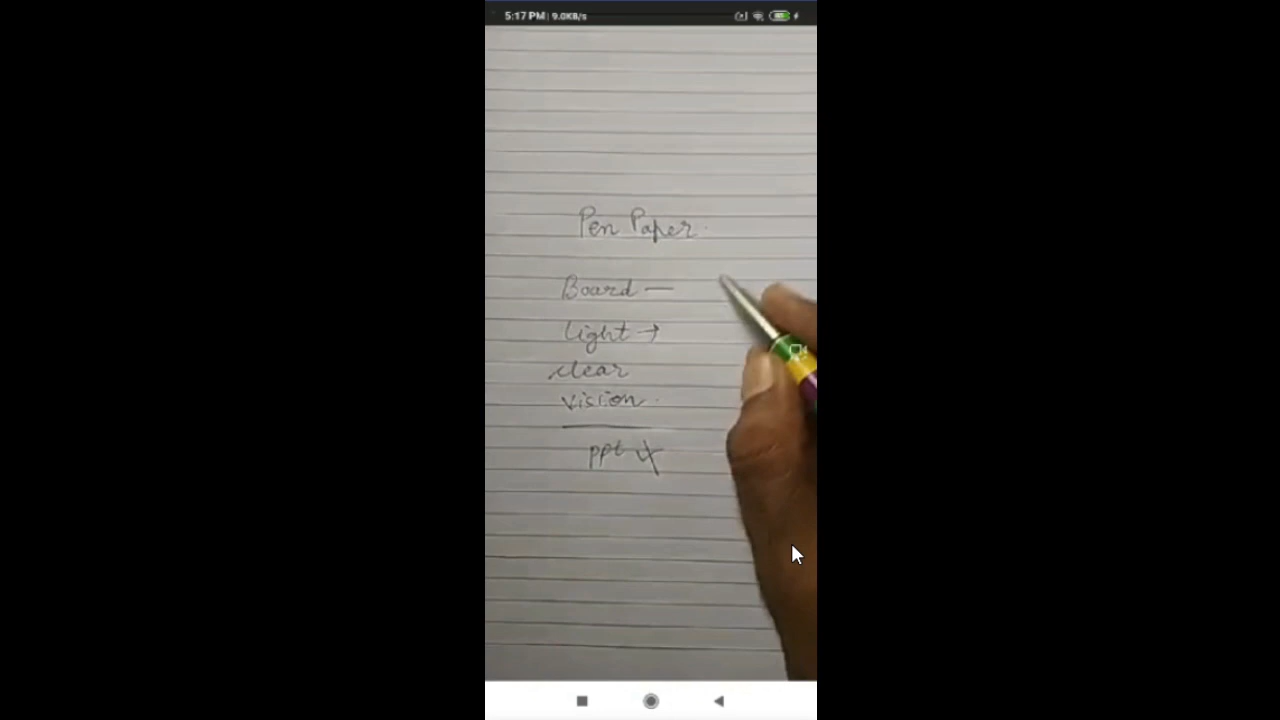 5:17 PM | 9.0KB/s
Pen Paper.
Board —
light →
clear
vision.
ppt